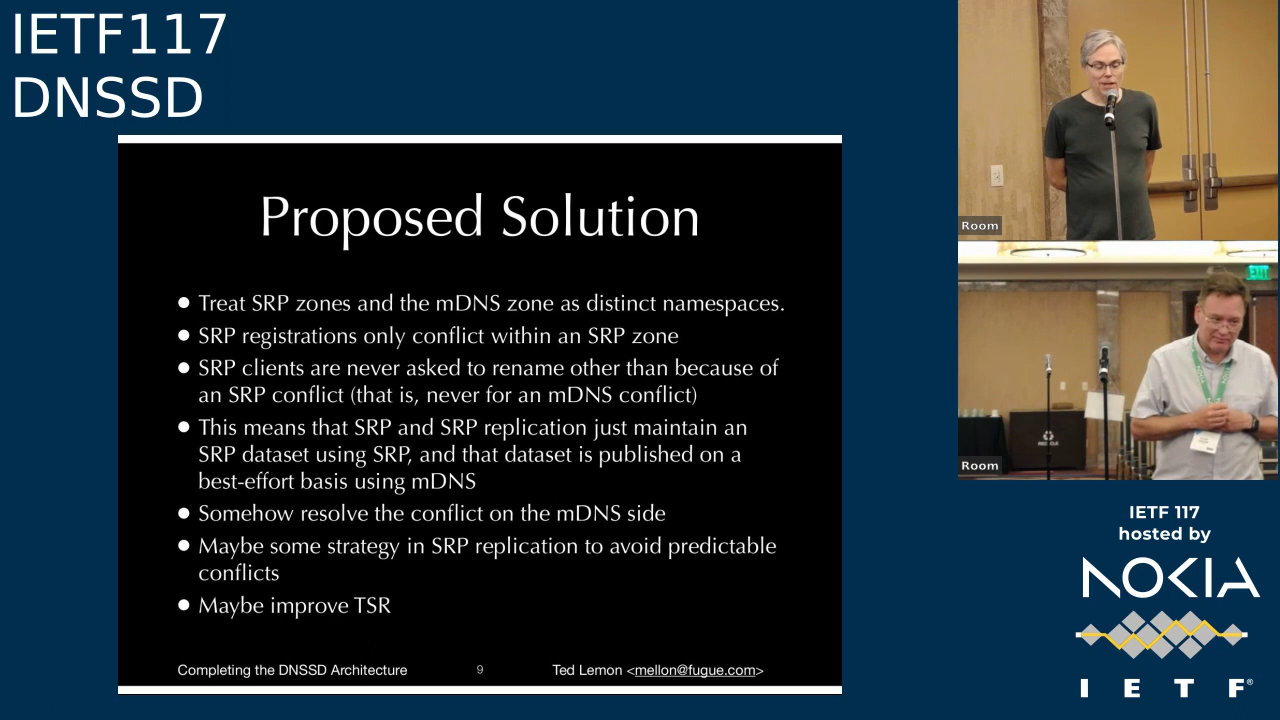 IETF117
DNSSD
Proposed Solution
● Treat SRP zones and the mDNS zone as distinct namespaces.
● SRP registrations only conflict within an SRP zone
● SRP clients are never asked to rename other than because of
an SRP conflict (that is, never for an mDNS conflict)
● This means that SRP and SRP replication just maintain an
SRP dataset using SRP, and that dataset is published on a
best-effort basis using mDNS
● Somehow resolve the conflict on the mDNS side
● Maybe some strategy in SRP replication to avoid predictable
conflicts
● Maybe improve TSR
Completing the DNSSD Architecture
9
Ted Lemon <mellon@fugue.com>
Room
EXIT
Room
IETF 117
hosted by
NOKIA
I E T F®